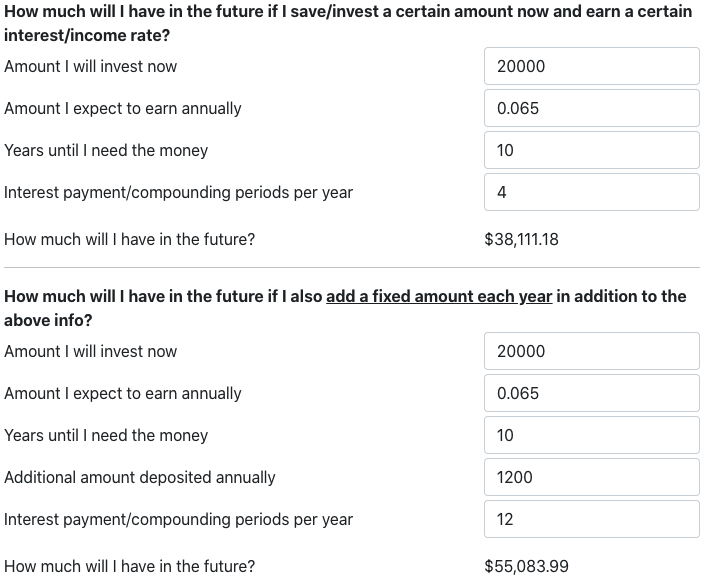 How much will I have in the future if I save/invest a certain amount now and earn a certain
interest/income rate?
Amount I will invest now 20000
Amount I expect to earn annually 0.065
Years until I need the money 10
Interest payment/compounding periods per year 4
How much will I have in the future? $38,111.18
How much will I have in the future if I also add a fixed amount each year in addition to the
above info?
Amount I will invest now 20000
Amount I expect to earn annually 0.065
Years until I need the money 10
Additional amount deposited annually 1200
Interest payment/compounding periods per year 12
How much will I have in the future? $55,083.99